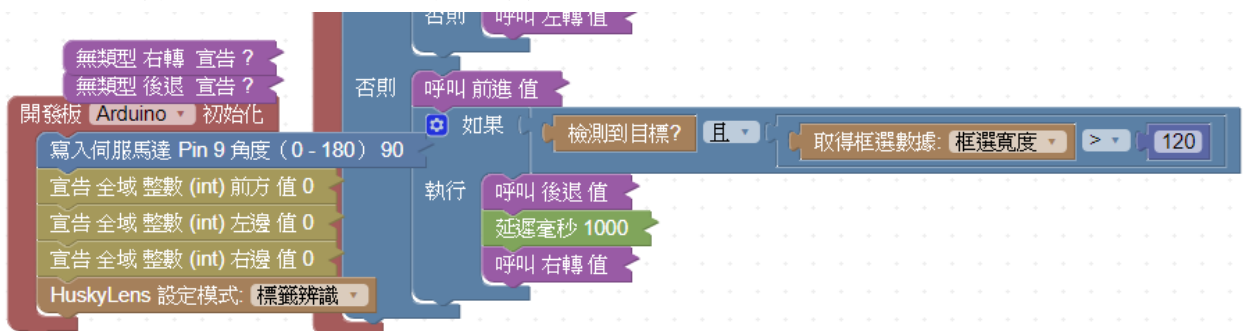 否則 呼叫 左轉 值
無類型 右轉 宣告 ?
無類型 後退 宣告 ?
開發板 Arduino 初始化
寫入伺服馬達 Pin 9 角度（0 - 180） 90
宣告 全域 整數 (int) 前方 值 0
宣告 全域 整數 (int) 左邊 值 0
宣告 全域 整數 (int) 右邊 值 0
HuskyLens 設定模式: 標籤辨識
否則 呼叫 前進 值
如果 檢測到目標? 且 取得框選數據: 框選寬度 > 120
執行 呼叫 後退 值
延遲毫秒 1000
呼叫 右轉 值